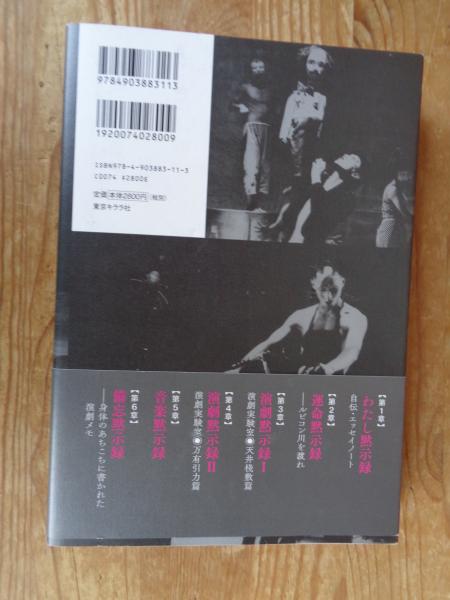 9784903883113
1920074028009
ISBN978-4-903883-11-3
C0074 ¥2800E
定価 本体2800円 (税別)
東京キララ社
【第1章】
わたし黙示録
自伝・エッセイノート
【第2章】
運命黙示録
――ルビコン川を渡れ
【第3章】
演劇黙示録Ⅰ
演劇実験室◉天井棧敷篇
【第4章】
演劇黙示録Ⅱ
演劇実験室◉万有引力篇
【第5章】
音楽黙示録
【第6章】
備忘黙示録
――身体のあちこちに書かれた
演劇メモ